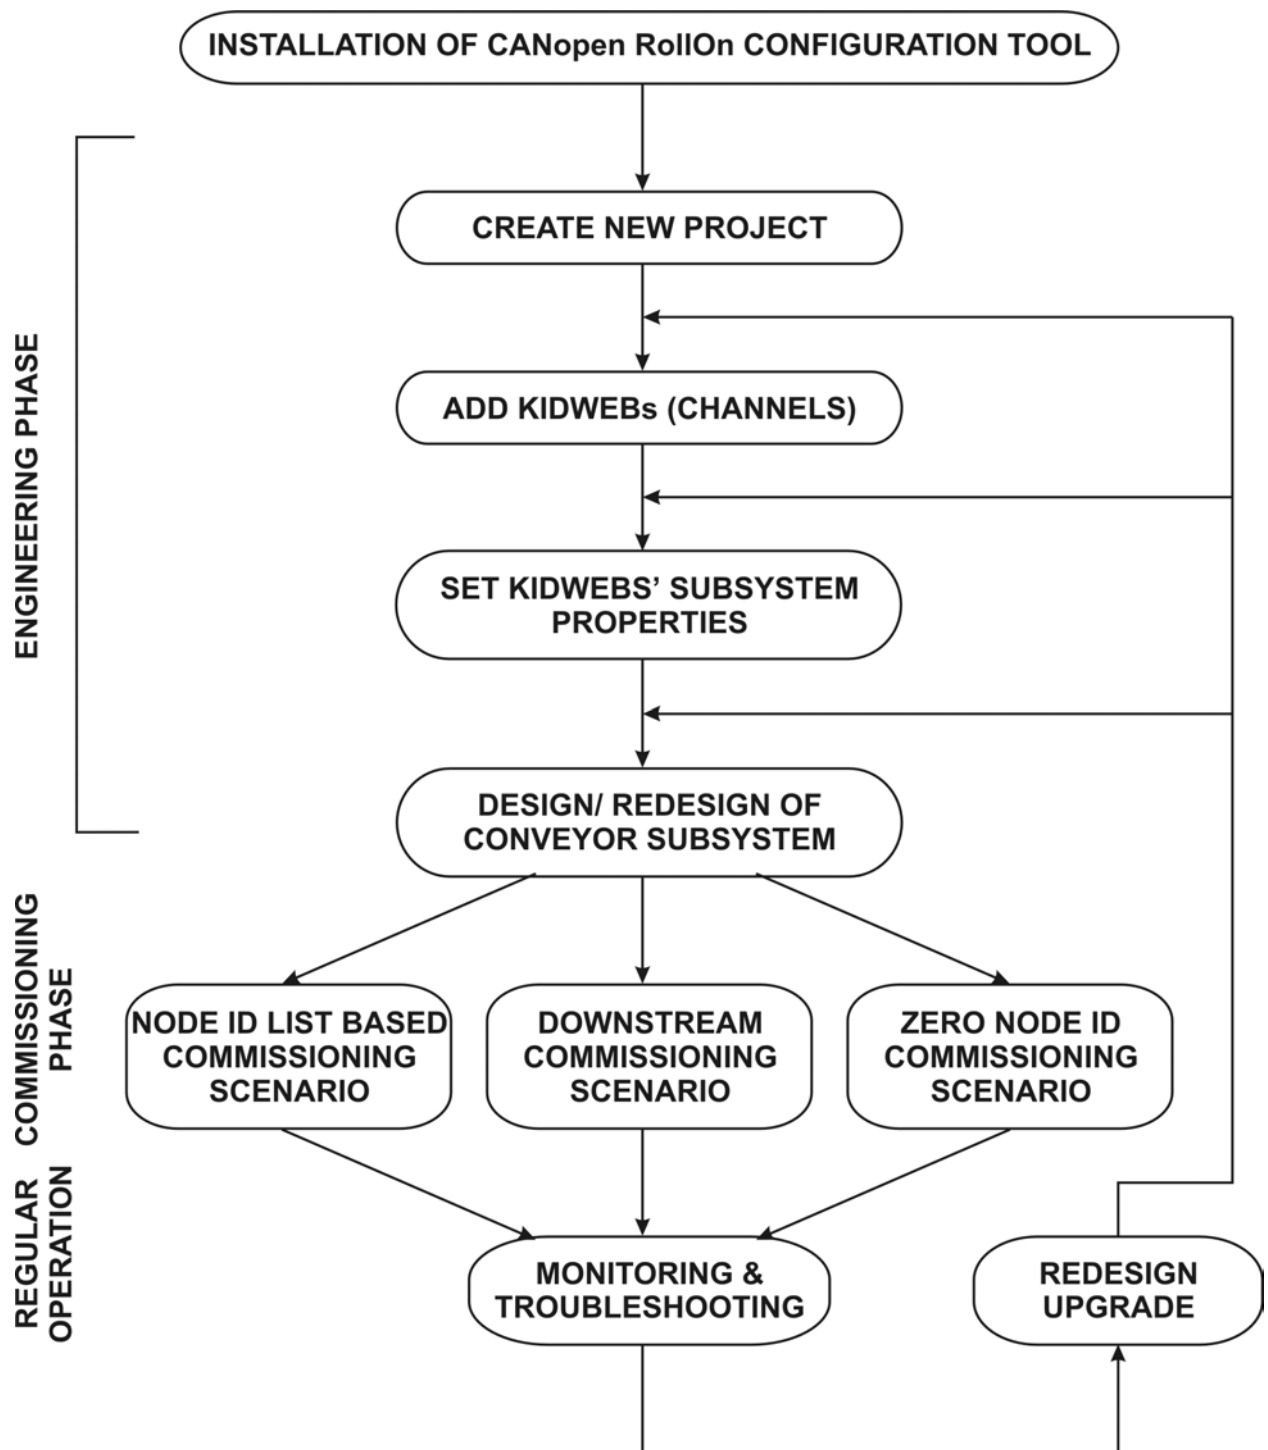 INSTALLATION OF CANopen RollOn CONFIGURATION TOOL
CREATE NEW PROJECT
ADD KIDWEBs (CHANNELS)
SET KIDWEBS’ SUBSYSTEM
PROPERTIES
DESIGN/ REDESIGN OF
CONVEYOR SUBSYSTEM
ENGINEERING PHASE
NODE ID LIST BASED
COMMISSIONING
SCENARIO
DOWNSTREAM
COMMISSIONING
SCENARIO
ZERO NODE ID
COMMISSIONING
SCENARIO
COMMISSIONING
PHASE
MONITORING &
TROUBLESHOOTING
REDESIGN
UPGRADE
REGULAR
OPERATION